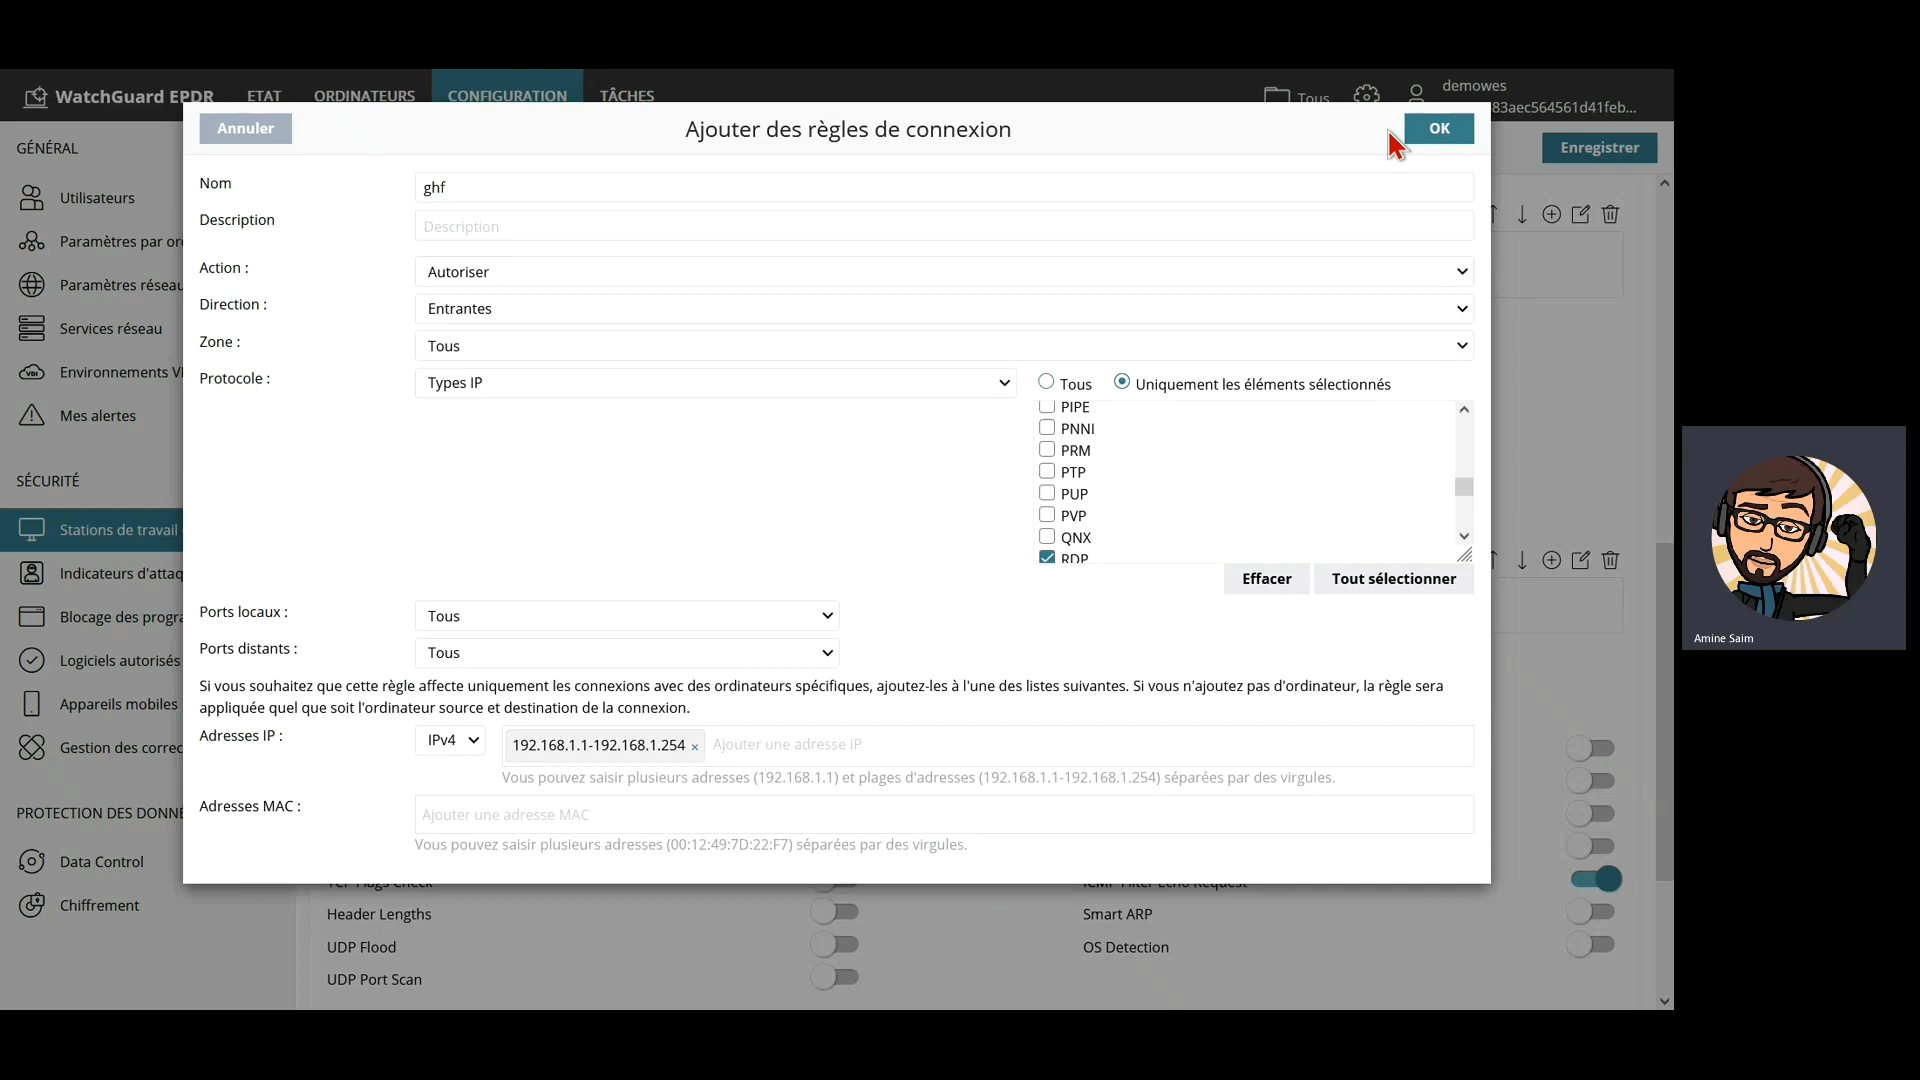 WatchGuard EPDR
ETAT
ORDINATEURS
CONFIGURATION
TÂCHES
Tous
demowes
83aec564561d41feb...
Annuler
Ajouter des règles de connexion
OK
Enregistrer
GÉNÉRAL
Utilisateurs
Paramètres par or
Paramètres réseau
Services réseau
Environnements V
Mes alertes
SÉCURITÉ
Stations de travail
Indicateurs d'attaq
Blocage des progra
Logiciels autorisés
Appareils mobiles
Gestion des correc
PROTECTION DES DONNÉ
Data Control
Chiffrement
Nom
ghf
Description
Description
Action :
Autoriser
Direction :
Entrantes
Zone :
Tous
Protocole :
Types IP
Tous
Uniquement les éléments sélectionnés
PIPE
PNNI
PRM
PTP
PUP
PVP
QNX
RDP
Effacer
Tout sélectionner
Ports locaux :
Tous
Ports distants :
Tous
Si vous souhaitez que cette règle affecte uniquement les connexions avec des ordinateurs spécifiques, ajoutez-les à l'une des listes suivantes. Si vous n'ajoutez pas d'ordinateur, la règle sera
appliquée quel que soit l'ordinateur source et destination de la connexion.
Adresses IP :
IPv4
192.168.1.1-192.168.1.254 ×
Ajouter une adresse IP
Vous pouvez saisir plusieurs adresses (192.168.1.1) et plages d'adresses (192.168.1.1-192.168.1.254) séparées par des virgules.
Adresses MAC :
Ajouter une adresse MAC
Vous pouvez saisir plusieurs adresses (00:12:49:7D:22:F7) séparées par des virgules.
TCP Flags Check
ICMP Filter Echo Request
Header Lengths
Smart ARP
UDP Flood
OS Detection
UDP Port Scan
Amine Saim